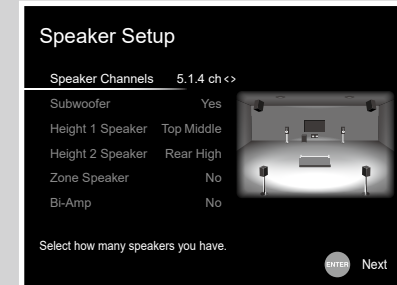 Speaker Setup
Speaker Channels 5.1.4 ch <>
Subwoofer Yes
Height 1 Speaker Top Middle
Height 2 Speaker Rear High
Zone Speaker No
Bi-Amp No
Select how many speakers you have.
ENTER Next